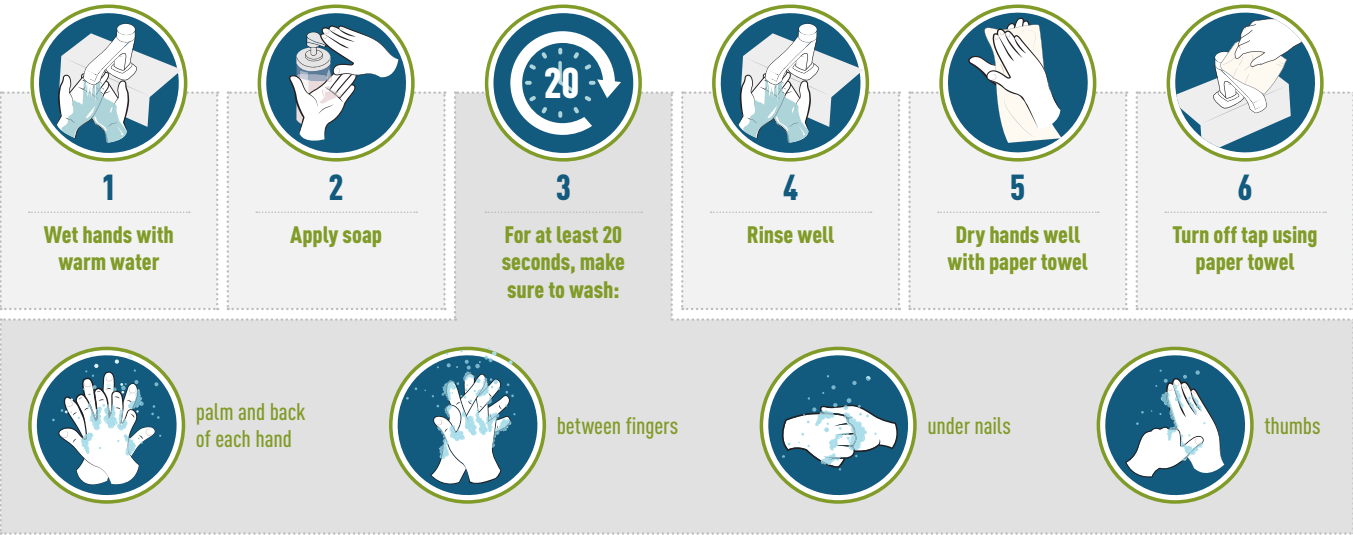 20
1
Wet hands with
warm water
2
Apply soap
3
For at least 20
seconds, make
sure to wash:
4
Rinse well
5
Dry hands well
with paper towel
6
Turn off tap using
paper towel
palm and back
of each hand
between fingers
under nails
thumbs